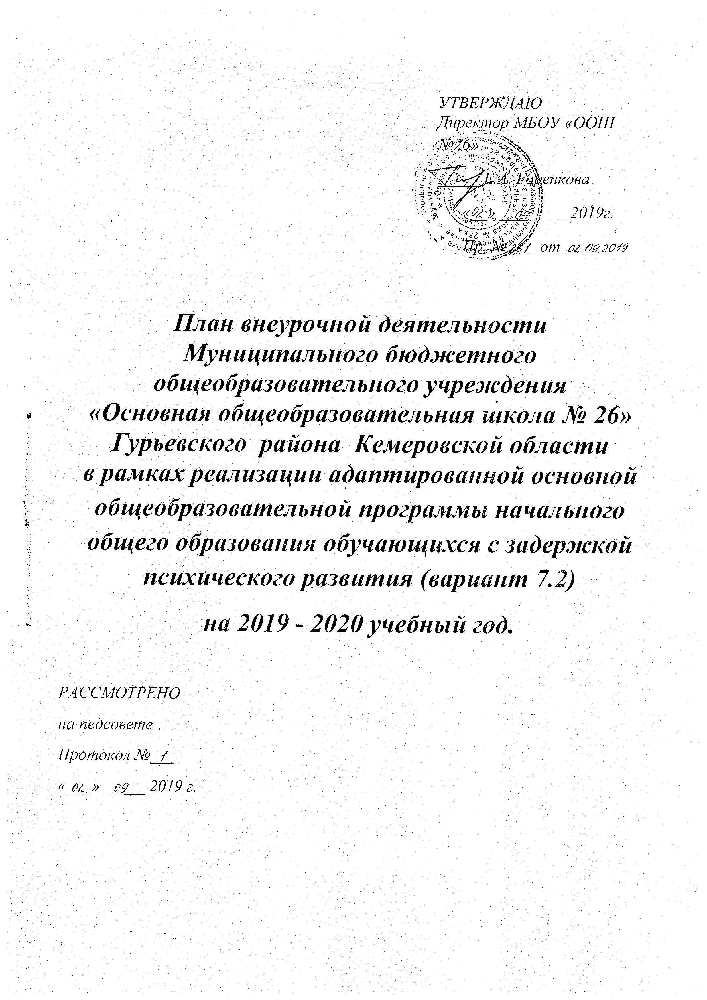 УТВЕРЖДАЮ
Директор МБОУ «ООШ
№26»
Горенкова
«02» 09 2019г.
Пр. № 261 от 02.09.2019
План внеурочной деятельности
Муниципального бюджетного
общеобразовательного учреждения
«Основная общеобразовательная школа № 26»
Гурьевского района Кемеровской области
в рамках реализации адаптированной основной
общеобразовательной программы начального
общего образования обучающихся с задержкой
психического развития (вариант 7.2)
на 2019 - 2020 учебный год.
РАССМОТРЕНО
на педсовете
Протокол № 1
« 02 » 09 2019 г.